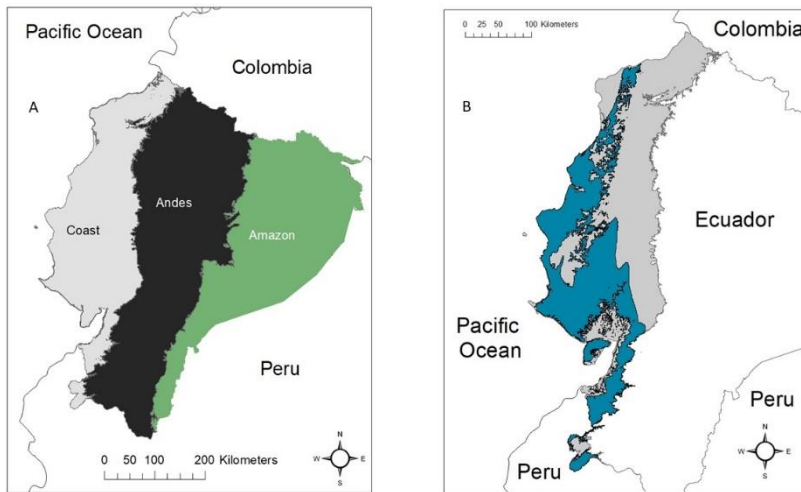 Pacific Ocean
Colombia
A
Andes
Coast
Amazon
Peru
0 50 100 200 Kilometers
N
W E
S
0 25 50 100 Kilometers
Colombia
B
Ecuador
Pacific
Ocean
Peru
Peru
N
W E
S